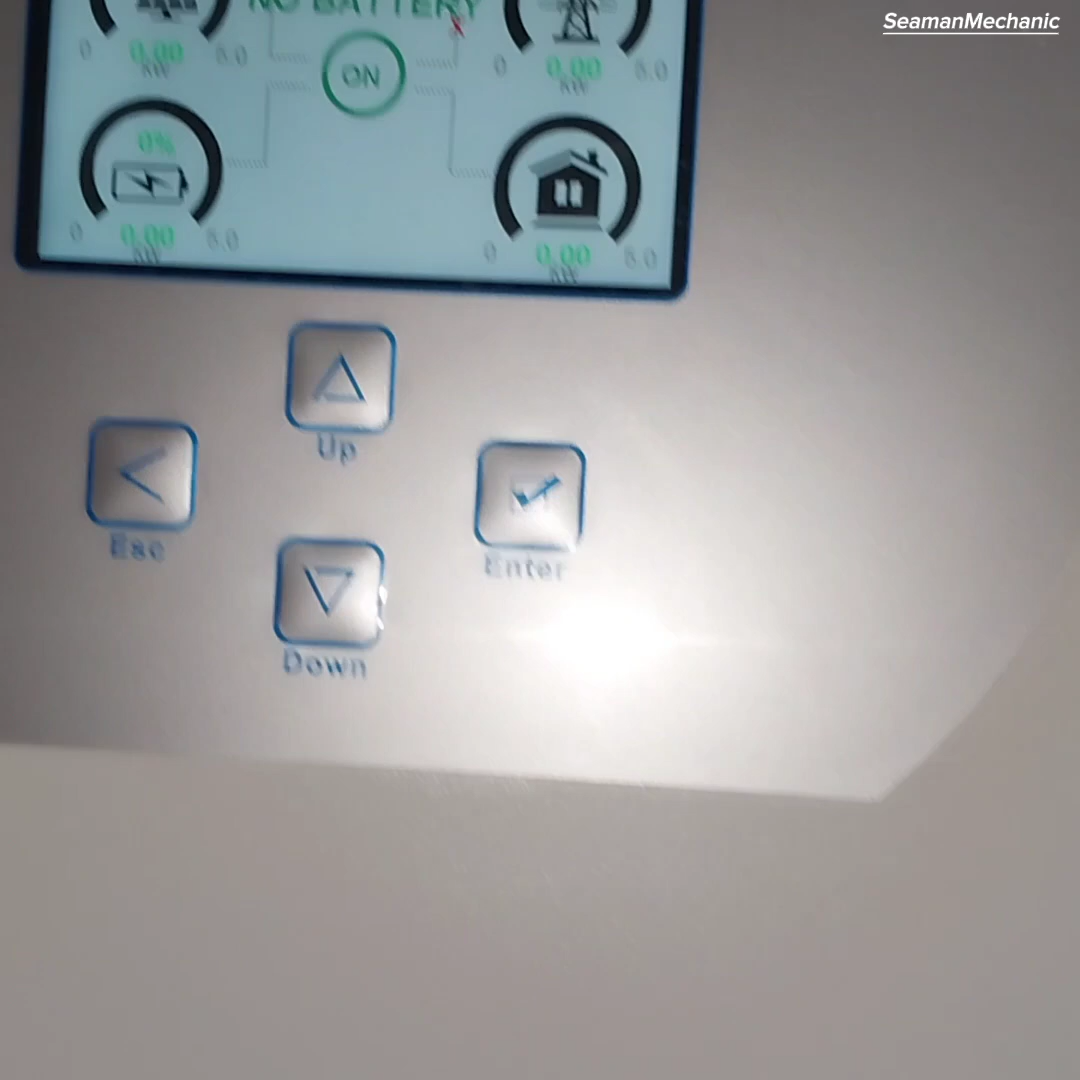 SeamanMechanic
NO BATTERY
0 0.00 5.0
kW
0 0.00 5.0
kW
ON
0%
0 0.00 5.0
kW
0 0.00 5.0
kW
Up
Esc
Enter
Down